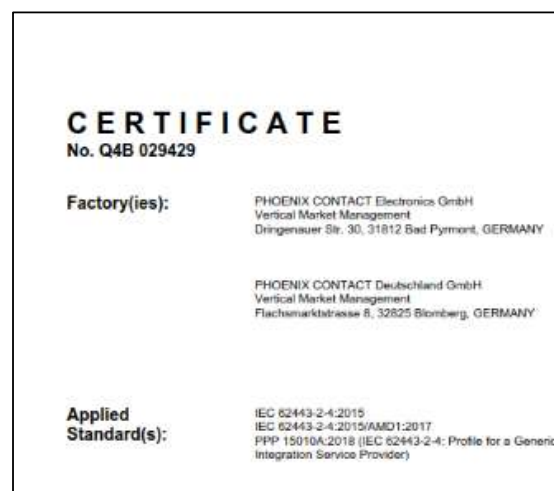 CERTIFICATE
No. Q4B 029429
Factory(ies):
PHOENIX CONTACT Electronics GmbH
Vertical Market Management
Dringenauer Str. 30, 31812 Bad Pyrmont, GERMANY
PHOENIX CONTACT Deutschland GmbH
Vertical Market Management
Flachsmarktstrasse 8, 32825 Blomberg, GERMANY
Applied
Standard(s):
IEC 62443-2-4:2015
IEC 62443-2-4:2015/AMD1:2017
PPP 15010A:2018 (IEC 62443-2-4: Profile for a Generic
Integration Service Provider)